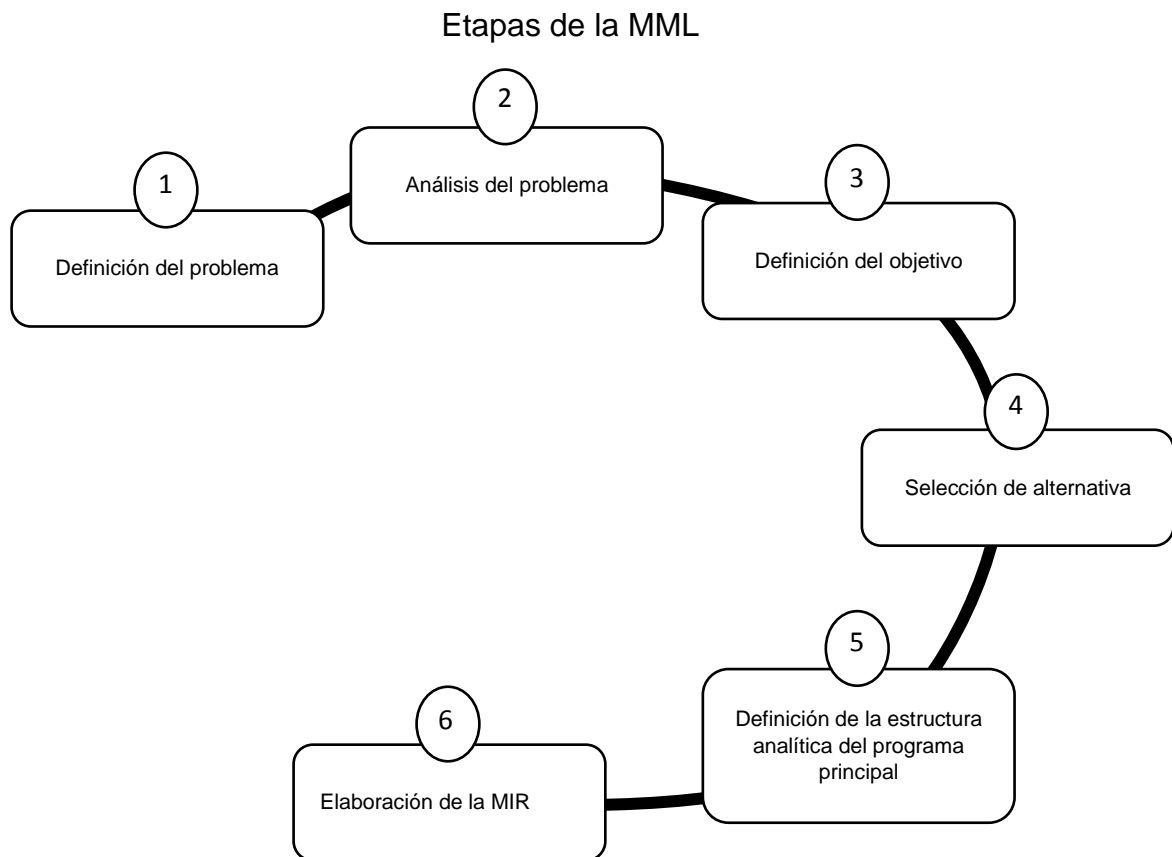 Etapas de la MML
1
Definición del problema
2
Análisis del problema
3
Definición del objetivo
4
Selección de alternativa
5
Definición de la estructura
analítica del programa
principal
6
Elaboración de la MIR